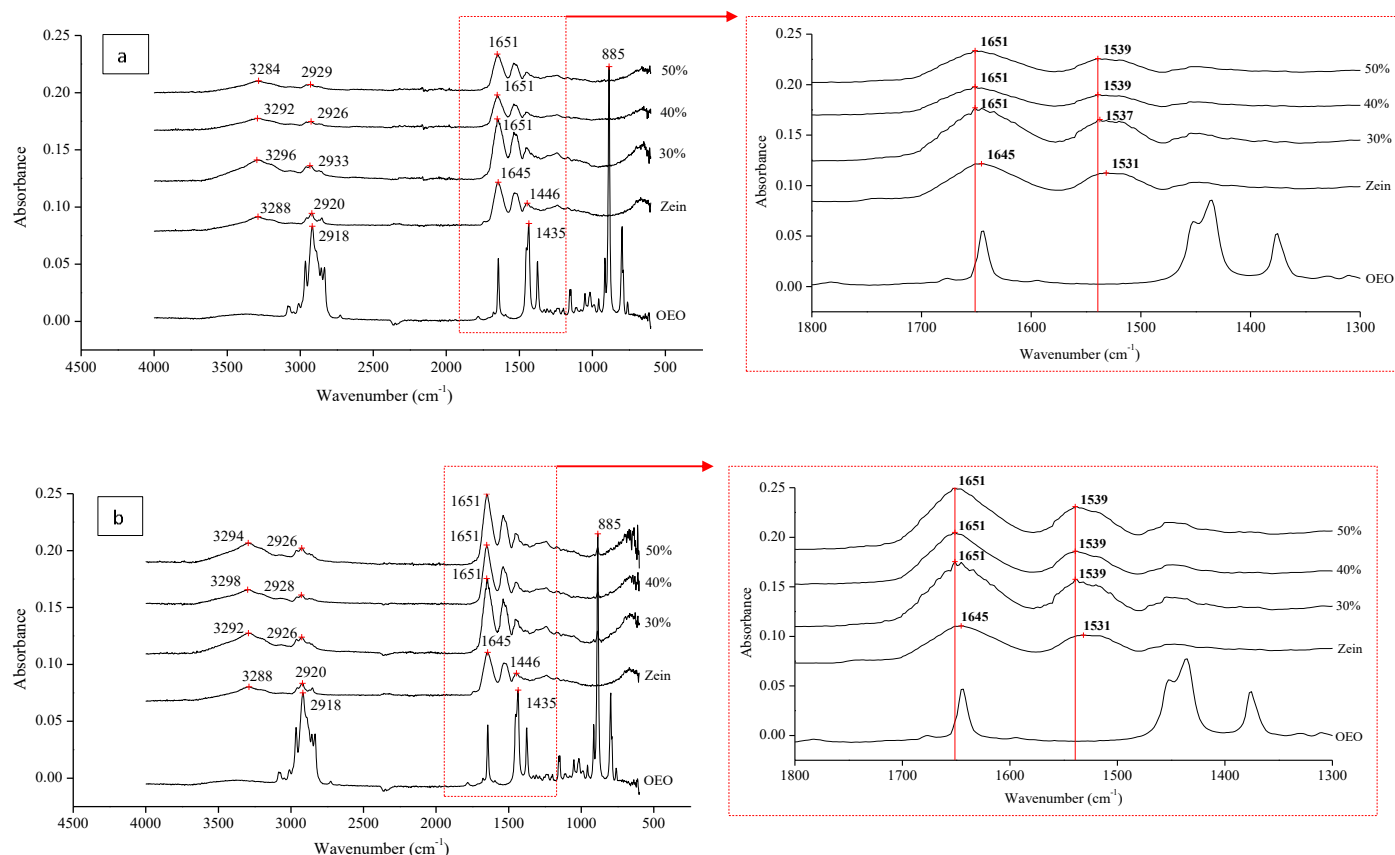 a
Absorbance
0.25
0.20
0.15
0.10
0.05
0.00
3284 2929 1651 885 50%
3292 2926 1651 40%
3296 2933 1651 30%
3288 2920 1645 1446 Zein
2918 1435 OEO
4500 4000 3500 3000 2500 2000 1500 1000 500
Wavenumber (cm⁻¹)
Absorbance
0.25
0.20
0.15
0.10
0.05
0.00
1651 1539 50%
1651 1539 40%
1651 1537 30%
1645 1531 Zein
OEO
1800 1700 1600 1500 1400 1300
Wavenumber (cm⁻¹)
b
Absorbance
0.25
0.20
0.15
0.10
0.05
0.00
3294 2926 1651 885 50%
3298 2928 1651 40%
3292 2926 1651 30%
3288 2920 1645 1446 Zein
2918 1435 OEO
4500 4000 3500 3000 2500 2000 1500 1000 500
Wavenumber (cm⁻¹)
Absorbance
0.25
0.20
0.15
0.10
0.05
0.00
1651 1539 50%
1651 1539 40%
1651 1539 30%
1645 1531 Zein
OEO
1800 1700 1600 1500 1400 1300
Wavenumber (cm⁻¹)